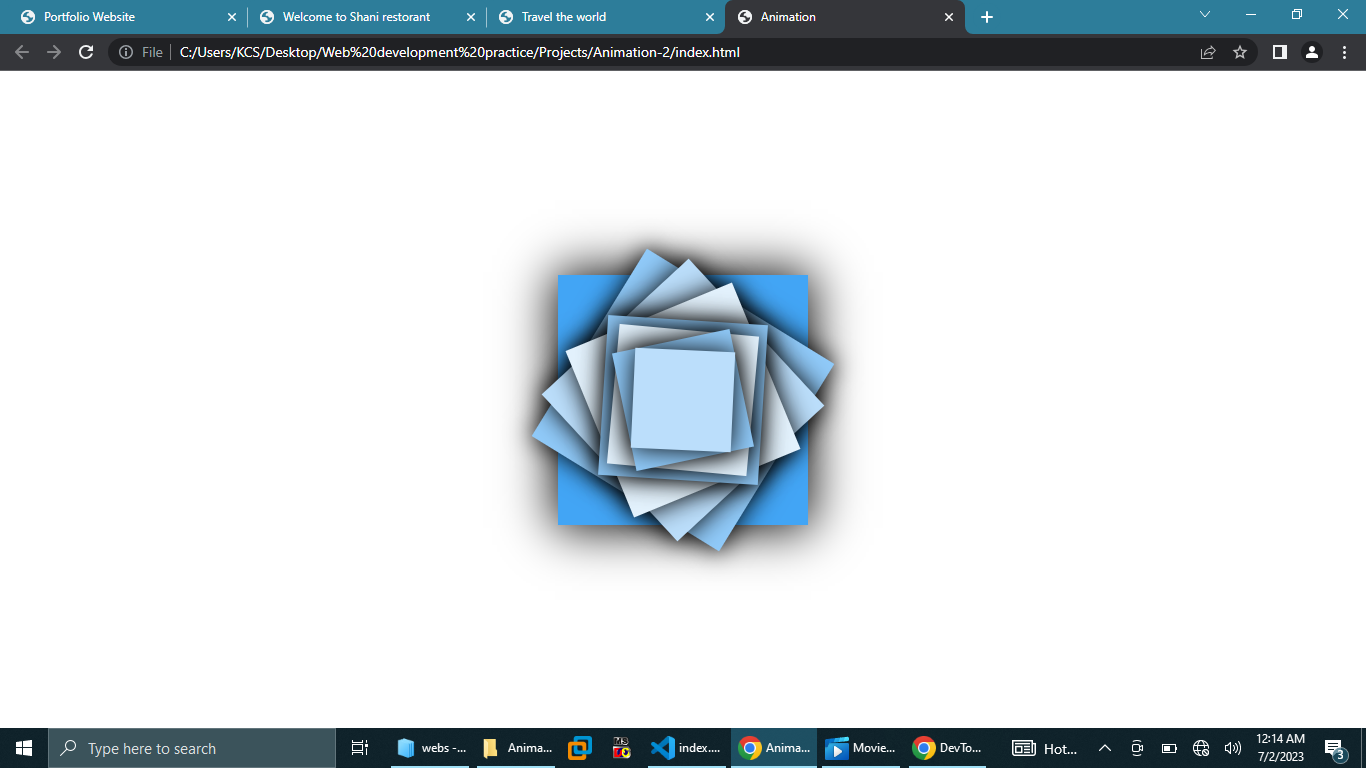 Portfolio Website
Welcome to Shani restorant
Travel the world
Animation
File
C:/Users/KCS/Desktop/Web%20development%20practice/Projects/Animation-2/index.html
Type here to search
webs -...
Anima...
index....
Anima...
Movie...
DevTo...
Hot...
12:14 AM
7/2/2023
3